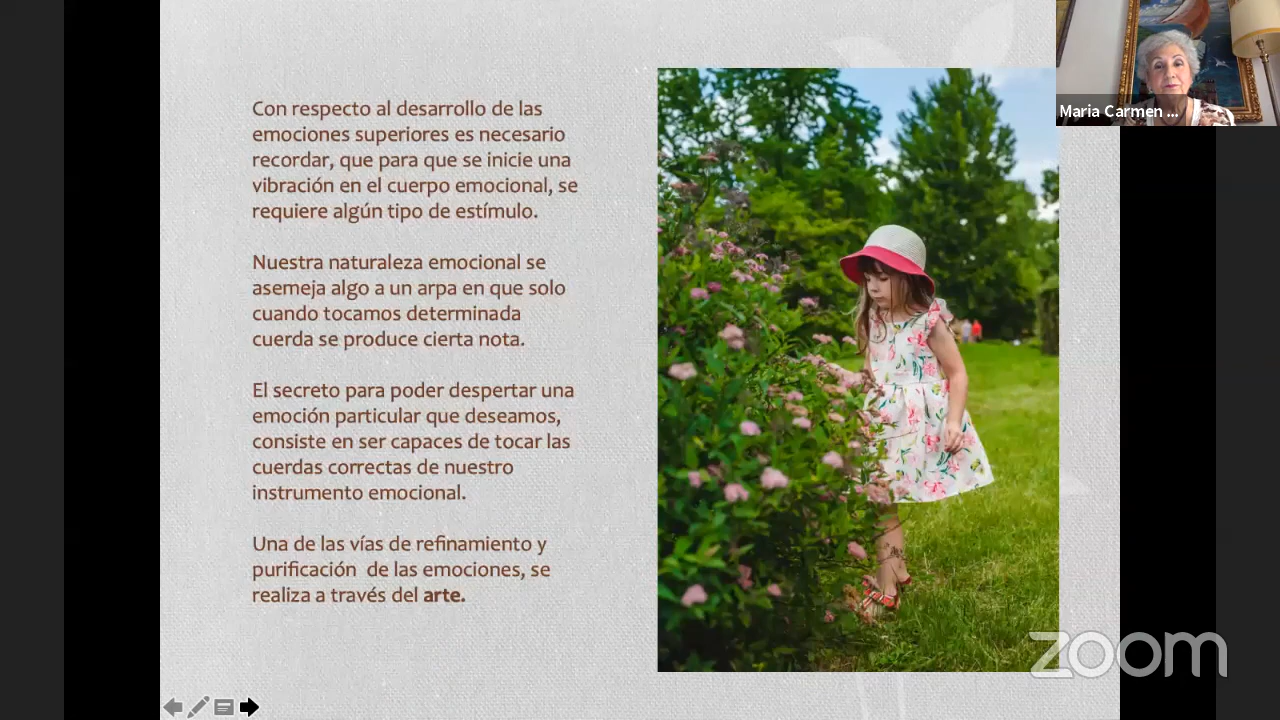 Con respecto al desarrollo de las
emociones superiores es necesario
recordar, que para que se inicie una
vibración en el cuerpo emocional, se
requiere algún tipo de estímulo.
Nuestra naturaleza emocional se
asemeja algo a un arpa en que solo
cuando tocamos determinada
cuerda se produce cierta nota.
El secreto para poder despertar una
emoción particular que deseamos,
consiste en ser capaces de tocar las
cuerdas correctas de nuestro
instrumento emocional.
Una de las vías de refinamiento y
purificación  de las emociones, se
realiza a través del arte.
Maria Carmen ...
zoom